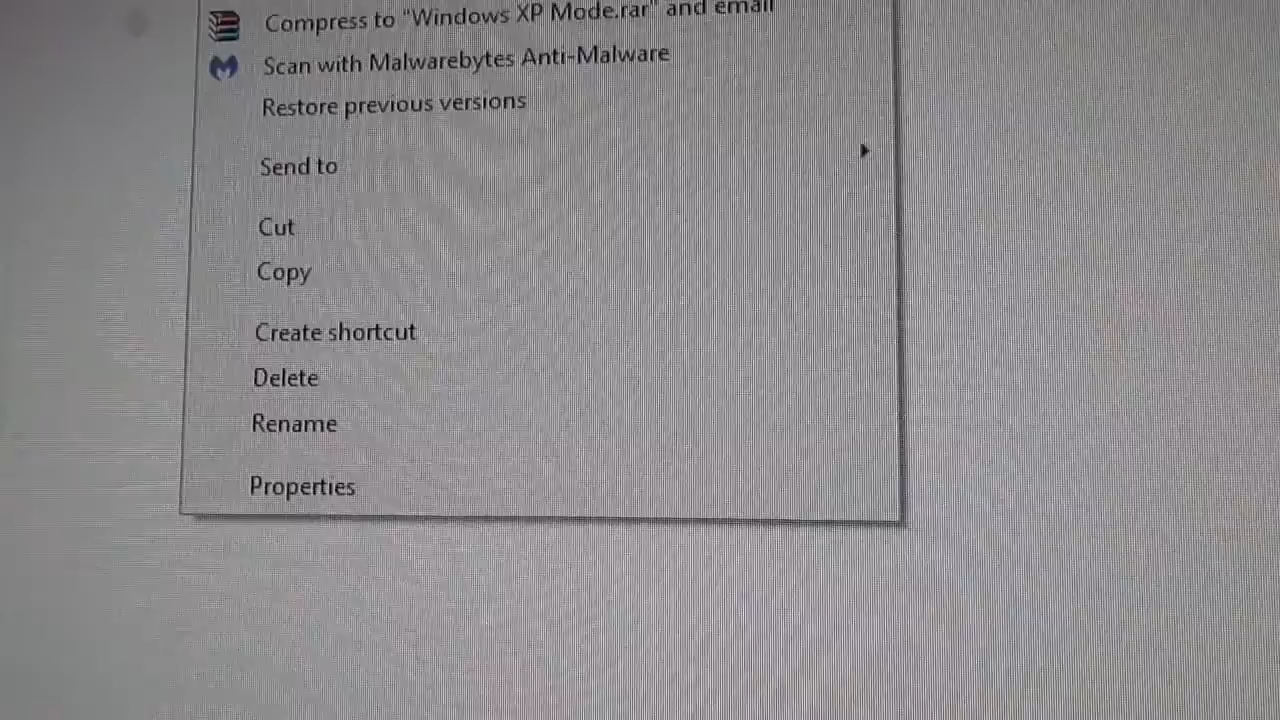 Compress to "Windows XP Mode.rar" and email
Scan with Malwarebytes Anti-Malware
Restore previous versions
Send to
Cut
Copy
Create shortcut
Delete
Rename
Properties